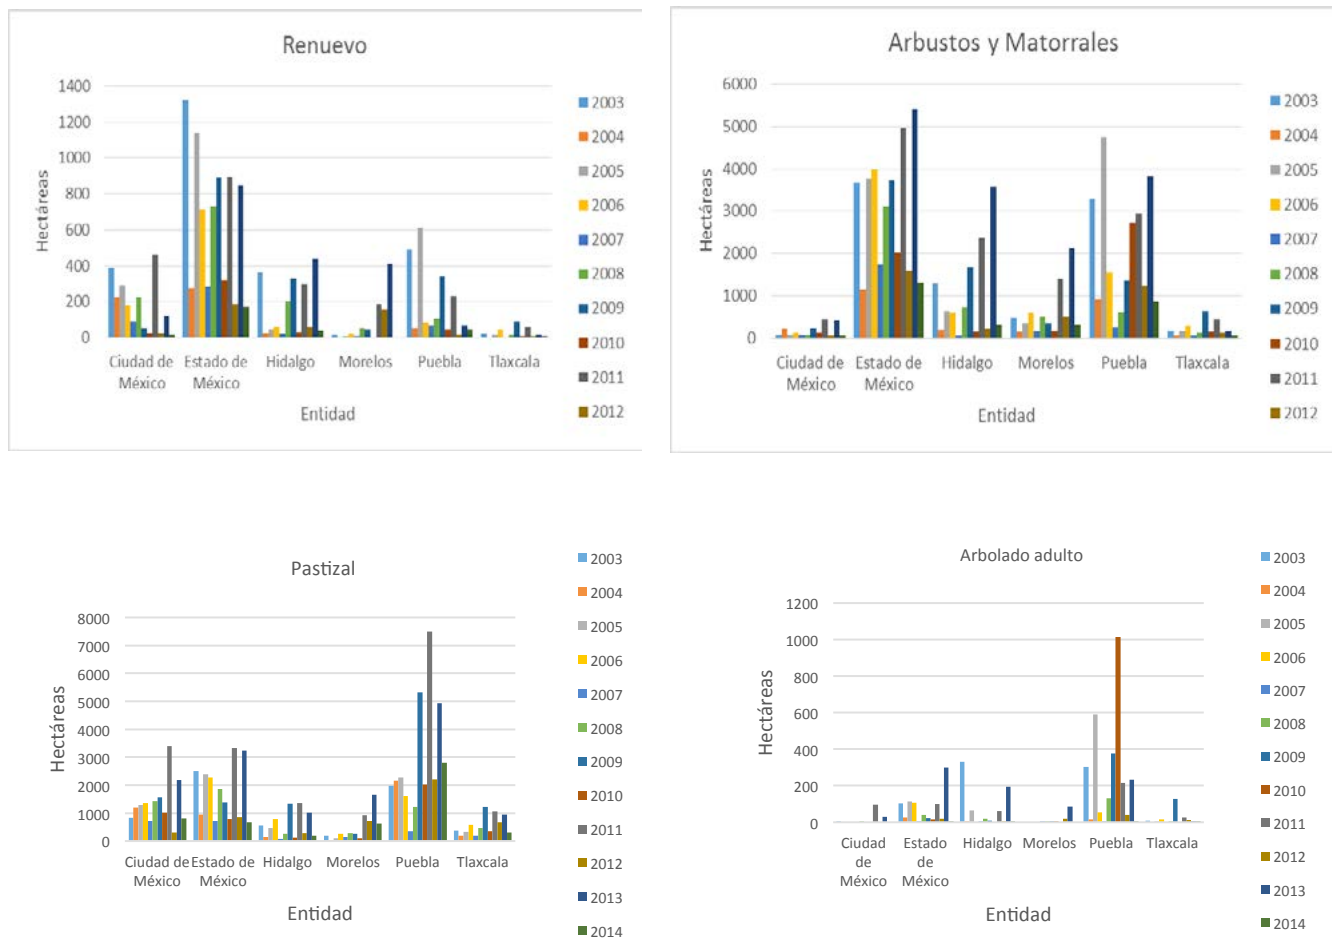 Renuevo
1400
1200
1000
800
600
400
200
0
Hectáreas
Ciudad de México
Estado de México
Hidalgo
Morelos
Puebla
Tlaxcala
Entidad
2003
2004
2005
2006
2007
2008
2009
2010
2011
2012
Arbustos y Matorrales
6000
5000
4000
3000
2000
1000
0
Hectáreas
Ciudad de México
Estado de México
Hidalgo
Morelos
Puebla
Tlaxcala
Entidad
2003
2004
2005
2006
2007
2008
2009
2010
2011
2012
Pastizal
8000
7000
6000
5000
4000
3000
2000
1000
0
Hectáreas
Ciudad de México
Estado de México
Hidalgo
Morelos
Puebla
Tlaxcala
Entidad
2003
2004
2005
2006
2007
2008
2009
2010
2011
2012
2013
2014
Arbolado adulto
1200
1000
800
600
400
200
0
Hectáreas
Ciudad de México
Estado de México
Hidalgo
Morelos
Puebla
Tlaxcala
Entidad
2003
2004
2005
2006
2007
2008
2009
2010
2011
2012
2013
2014